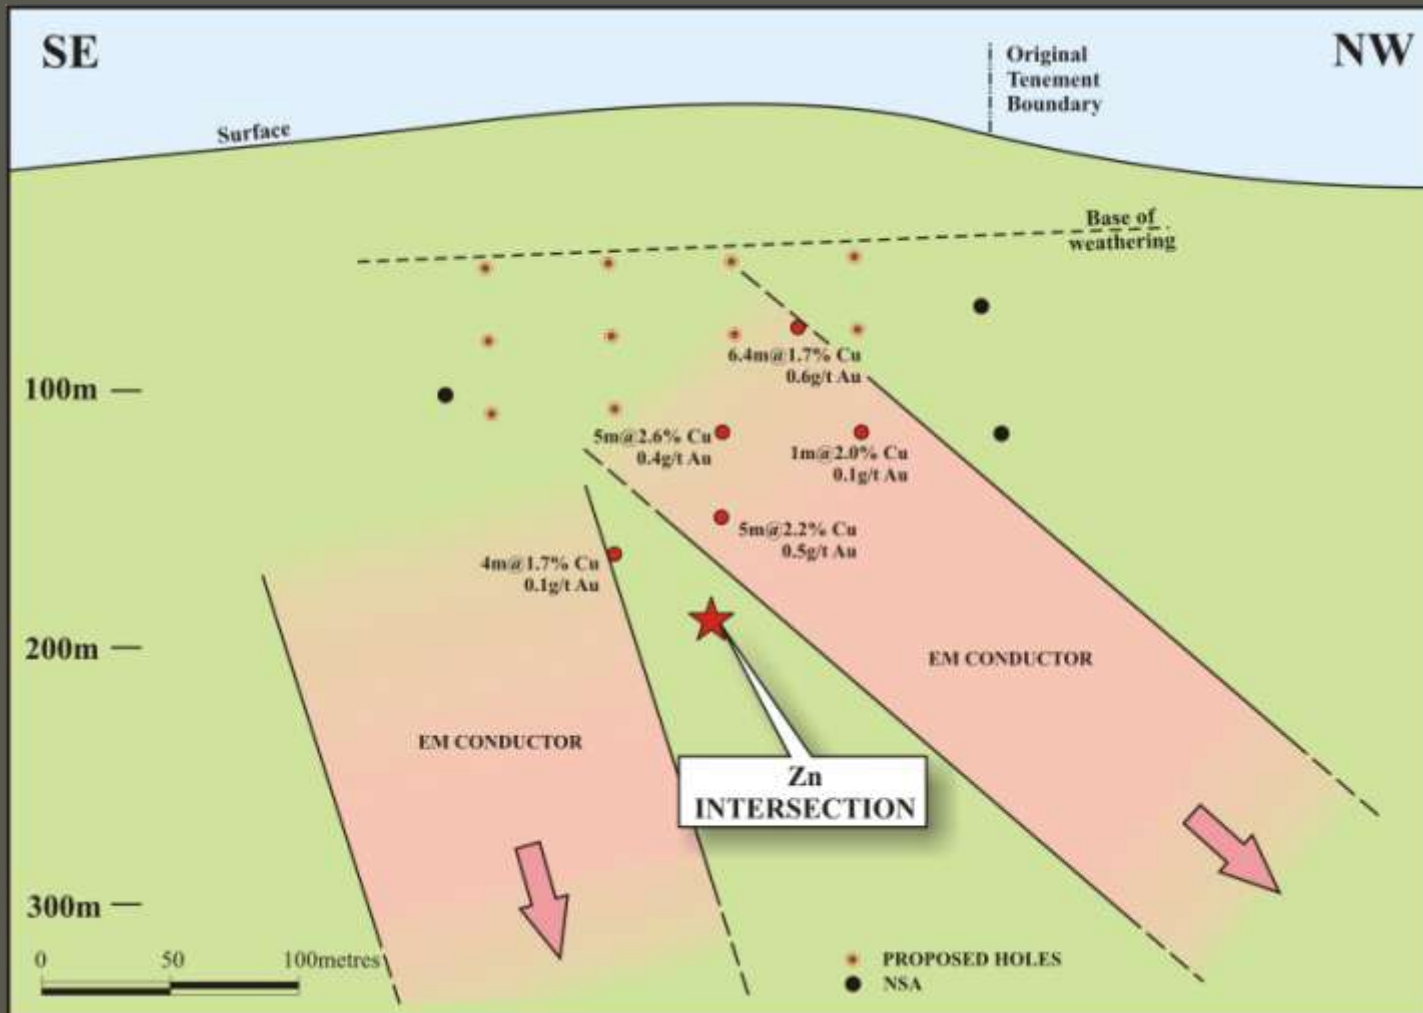 SE
NW
Original
Tenement
Boundary
Surface
Base of
weathering
100m
6.4m@1.7% Cu
0.6g/t Au
5m@2.6% Cu
0.4g/t Au
1m@2.0% Cu
0.1g/t Au
5m@2.2% Cu
0.5g/t Au
4m@1.7% Cu
0.1g/t Au
200m
EM CONDUCTOR
EM CONDUCTOR
Zn
INTERSECTION
300m
0 50 100metres
PROPOSED HOLES
NSA